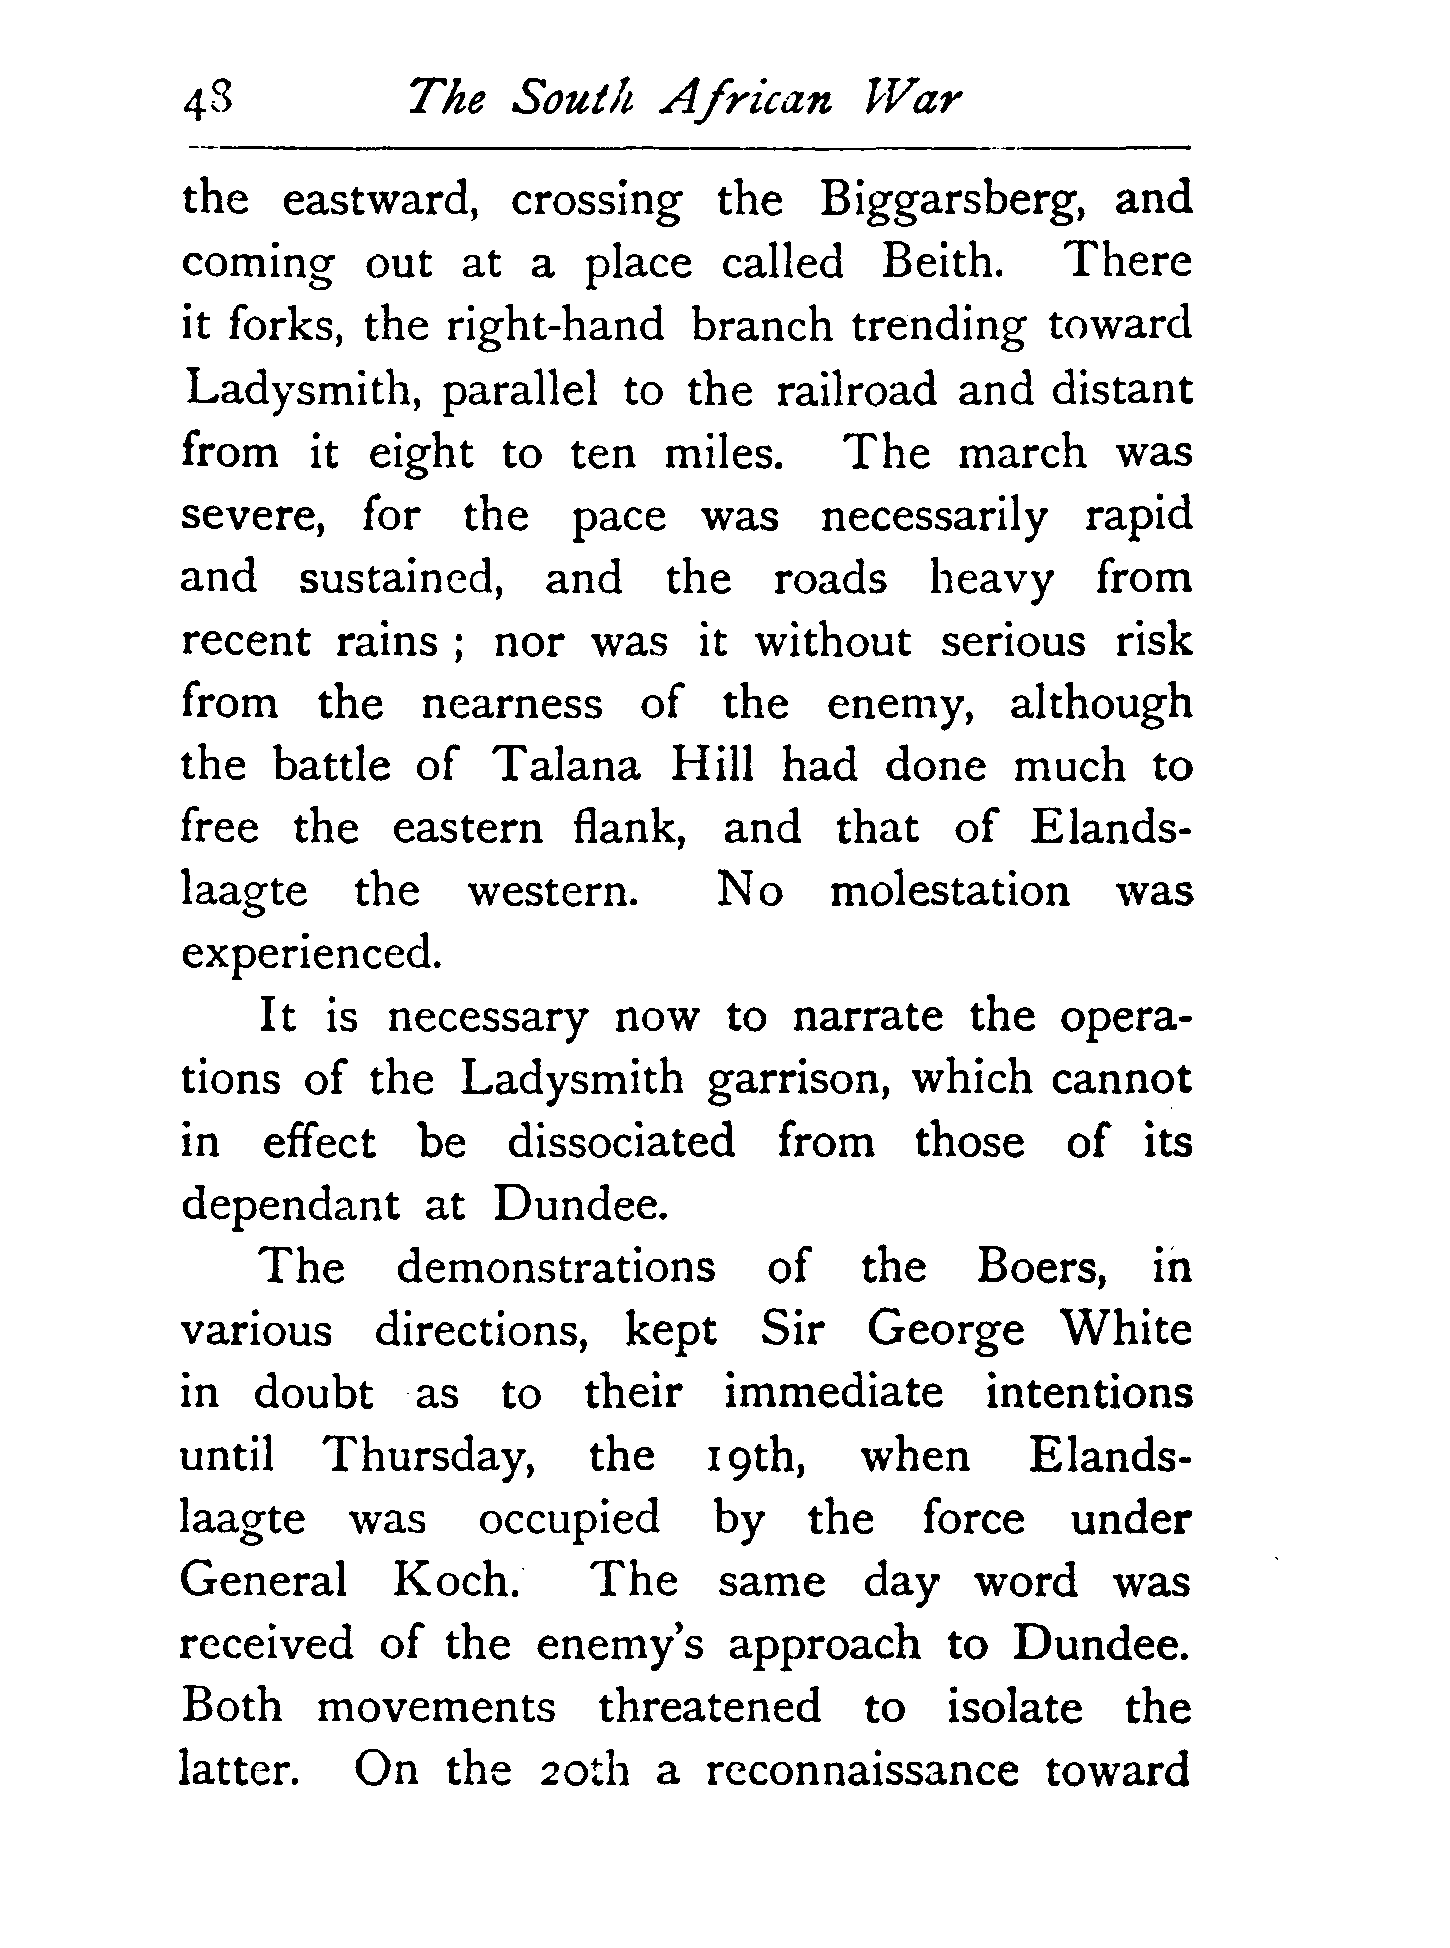 48 The South African War
the eastward, crossing the Biggarsberg, and
coming out at a place called Beith. There
it forks, the right-hand branch trending toward
Ladysmith, parallel to the railroad and distant
from it eight to ten miles. The march was
severe, for the pace was necessarily rapid
and sustained, and the roads heavy from
recent rains ; nor was it without serious risk
from the nearness of the enemy, although
the battle of Talana Hill had done much to
free the eastern flank, and that of Elands-
laagte the western. No molestation was
experienced.
It is necessary now to narrate the opera-
tions of the Ladysmith garrison, which cannot
in effect be dissociated from those of its
dependant at Dundee.
The demonstrations of the Boers, in
various directions, kept Sir George White
in doubt as to their immediate intentions
until Thursday, the 19th, when Elands-
laagte was occupied by the force under
General Koch. The same day word was
received of the enemy's approach to Dundee.
Both movements threatened to isolate the
latter. On the 20th a reconnaissance toward